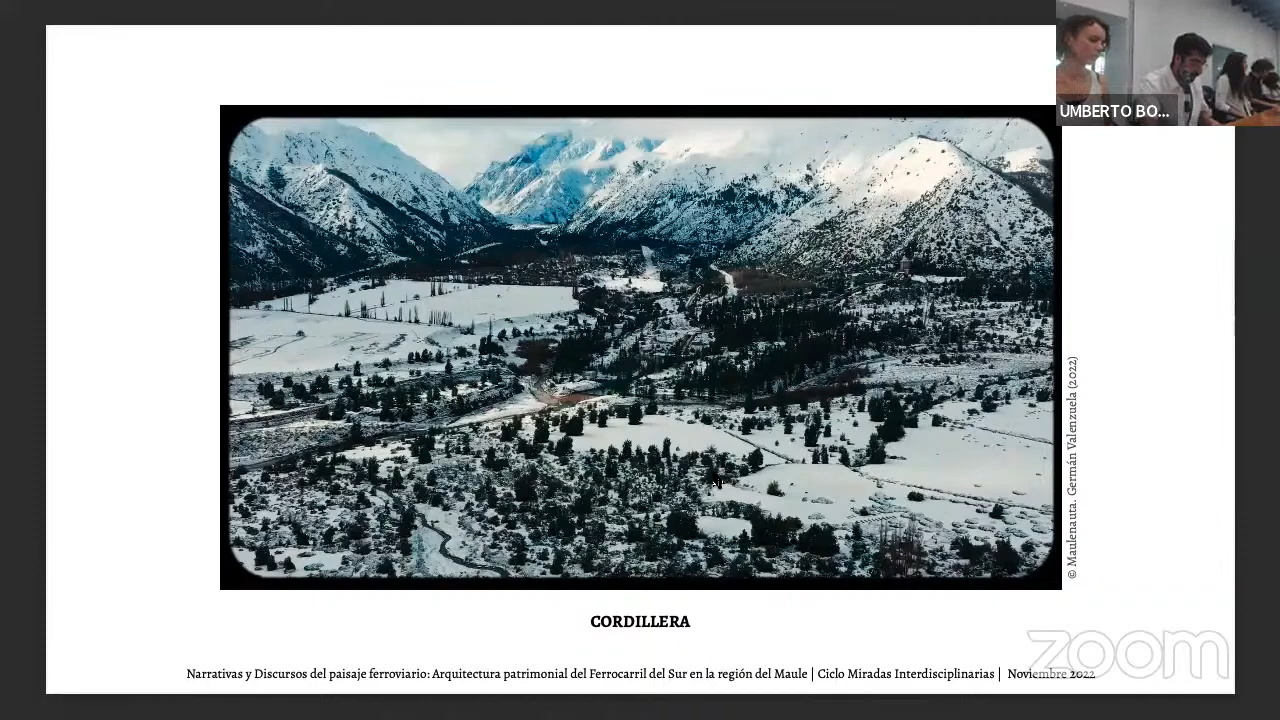 UMBERTO BO...
© Maulenauta. Germán Valenzuela (2022)
CORDILLERA
zoom
Narrativas y Discursos del paisaje ferroviario: Arquitectura patrimonial del Ferrocarril del Sur en la región del Maule | Ciclo Miradas Interdisciplinarias | Noviembre 2022